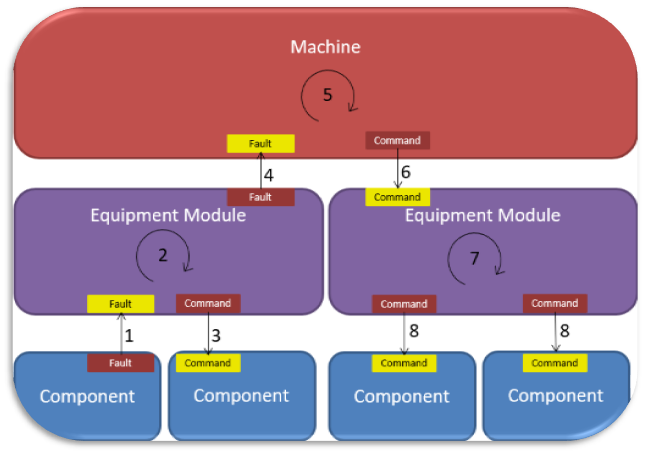 Machine
5
Fault
Command
4
6
Fault
Command
Equipment Module
Equipment Module
2
7
Fault
Command
Command
Command
1
3
8
8
Fault
Command
Command
Command
Component
Component
Component
Component